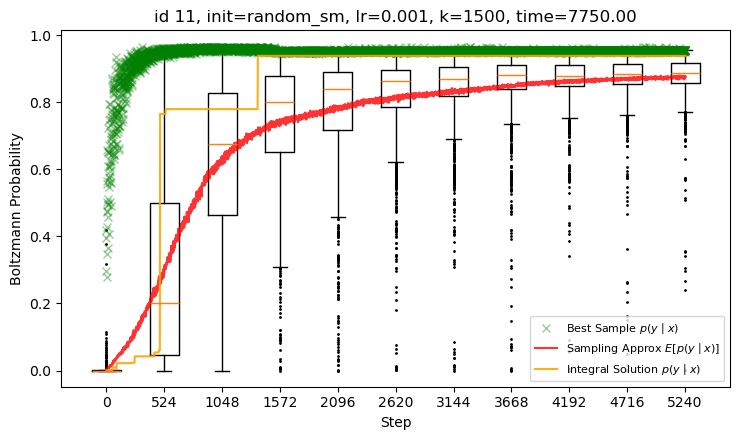 id 11, init=random_sm, lr=0.001, k=1500, time=7750.00
Boltzmann Probability
1.0
0.8
0.6
0.4
0.2
0.0
Best Sample p(y | x)
Sampling Approx E[p(y | x)]
Integral Solution p(y | x)
0 524 1048 1572 2096 2620 3144 3668 4192 4716 5240
Step